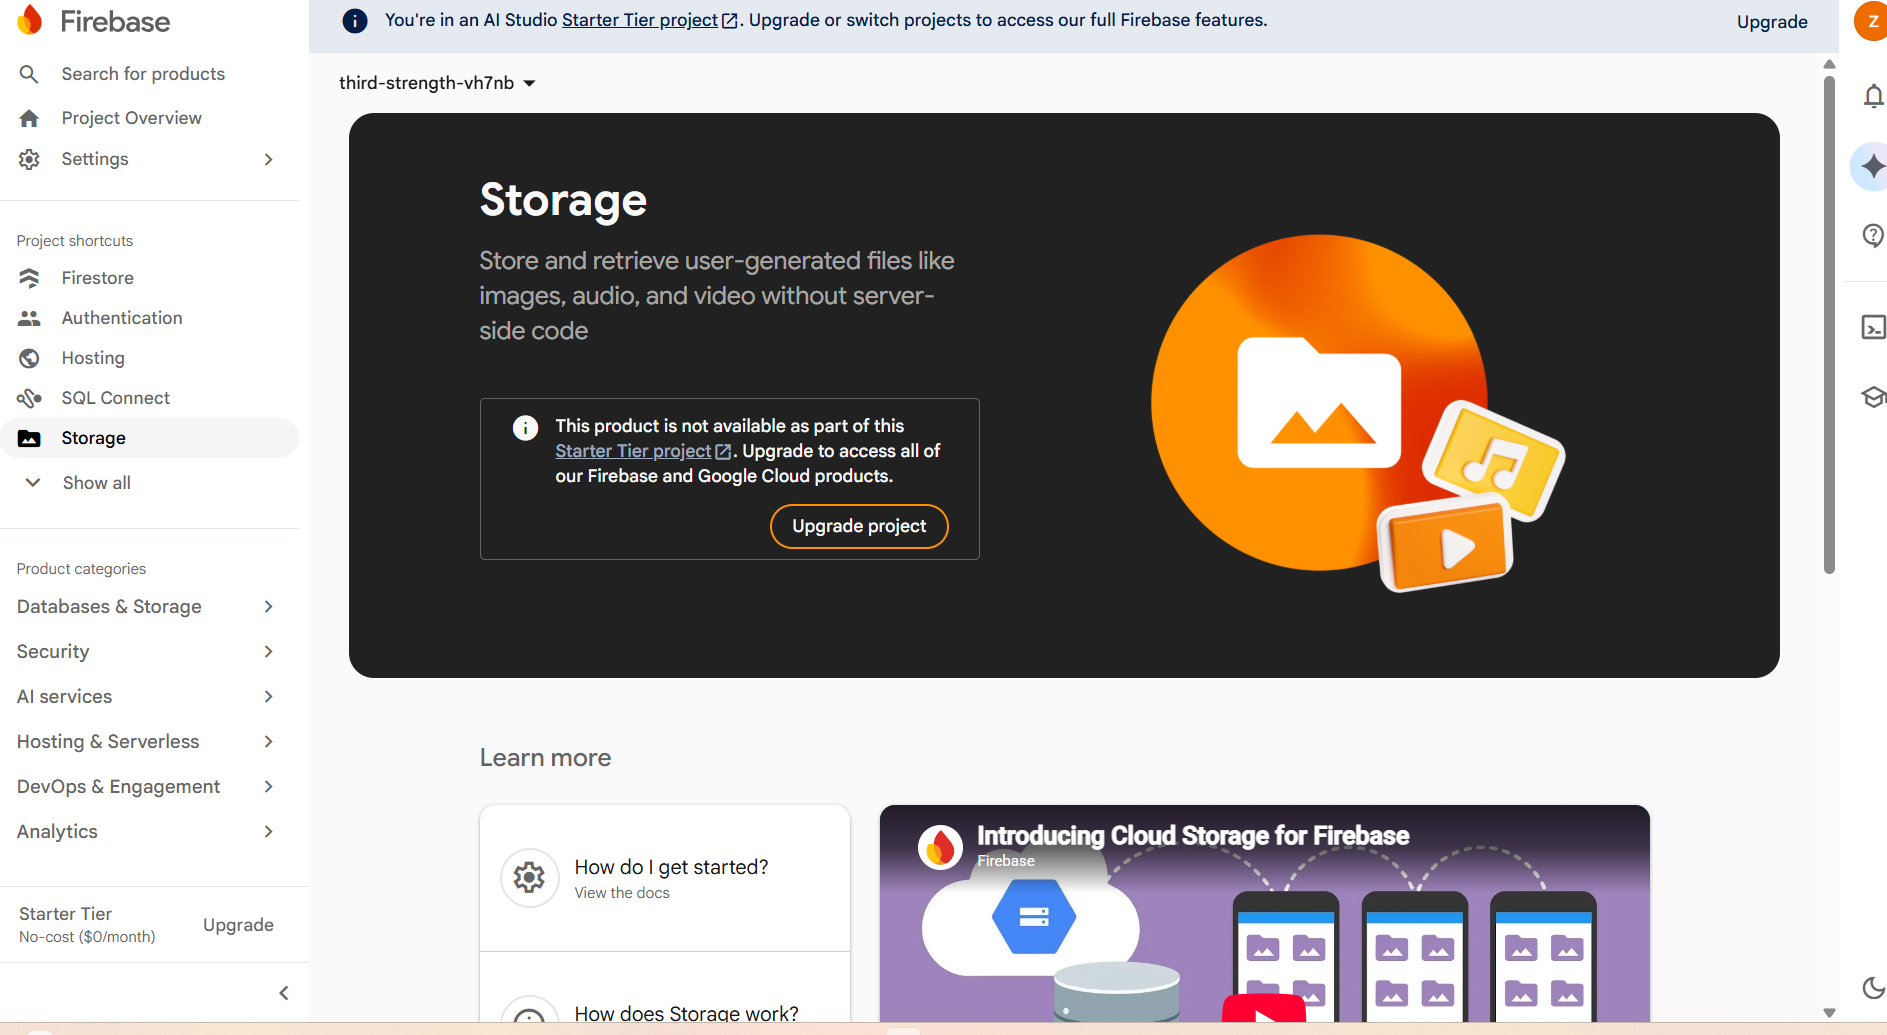 Firebase
Search for products
Project Overview
Settings
Project shortcuts
Firestore
Authentication
Hosting
SQL Connect
Storage
Show all
Product categories
Databases & Storage
Security
AI services
Hosting & Serverless
DevOps & Engagement
Analytics
Starter Tier
No-cost ($0/month)
Upgrade
You're in an AI Studio Starter Tier project. Upgrade or switch projects to access our full Firebase features.
Upgrade
Z
third-strength-vh7nb
Storage
Store and retrieve user-generated files like
images, audio, and video without server-
side code
This product is not available as part of this
Starter Tier project. Upgrade to access all of
our Firebase and Google Cloud products.
Upgrade project
Learn more
How do I get started?
View the docs
How does Storage work?
Introducing Cloud Storage for Firebase
Firebase